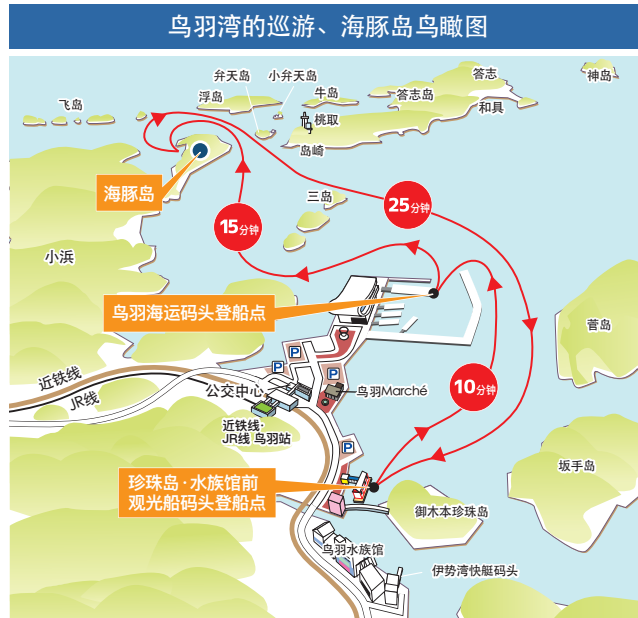 鸟羽湾的巡游、海豚岛鸟瞰图
答志
神岛
弁天岛
小弁天岛
飞岛
浮岛
牛岛
答志岛
和具
桃取
岛崎
海豚岛
三岛
25分钟
15分钟
小浜
鸟羽海运码头登船点
菅岛
近铁线
JR线
公交中心
鸟羽Marché
10分钟
近铁线·
JR线 鸟羽站
坂手岛
珍珠岛·水族馆前
观光船码头登船点
御木本珍珠岛
鸟羽水族馆
伊势湾快艇码头
P
P
P
P